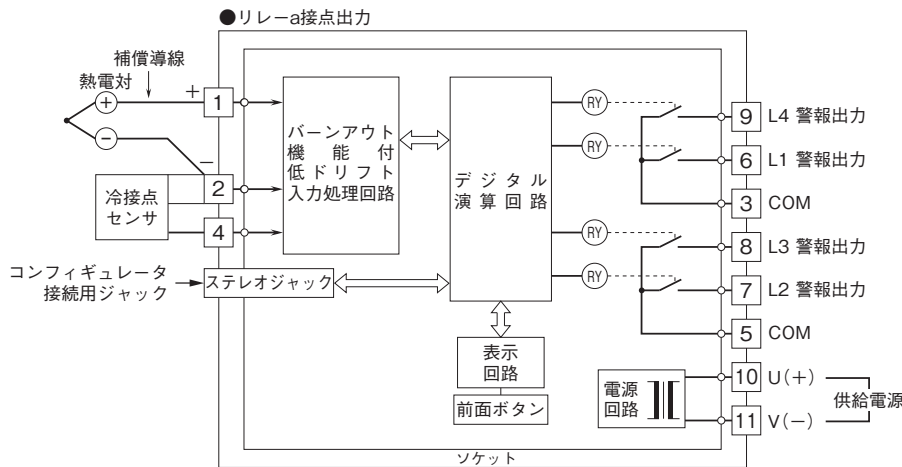 ●リレーa接点出力
補償導線
熱電対
+
−
+
−
1
2
4
冷接点
センサ
バーンアウト
機能付
低ドリフト
入力処理回路
コンフィギュレータ
接続用ジャック
ステレオジャック
デジタル
演算回路
表示
回路
前面ボタン
RY
RY
RY
RY
9 L4 警報出力
6 L1 警報出力
3 COM
8 L3 警報出力
7 L2 警報出力
5 COM
電源
回路
10 U(+)
11 V(−)
供給電源
ソケット